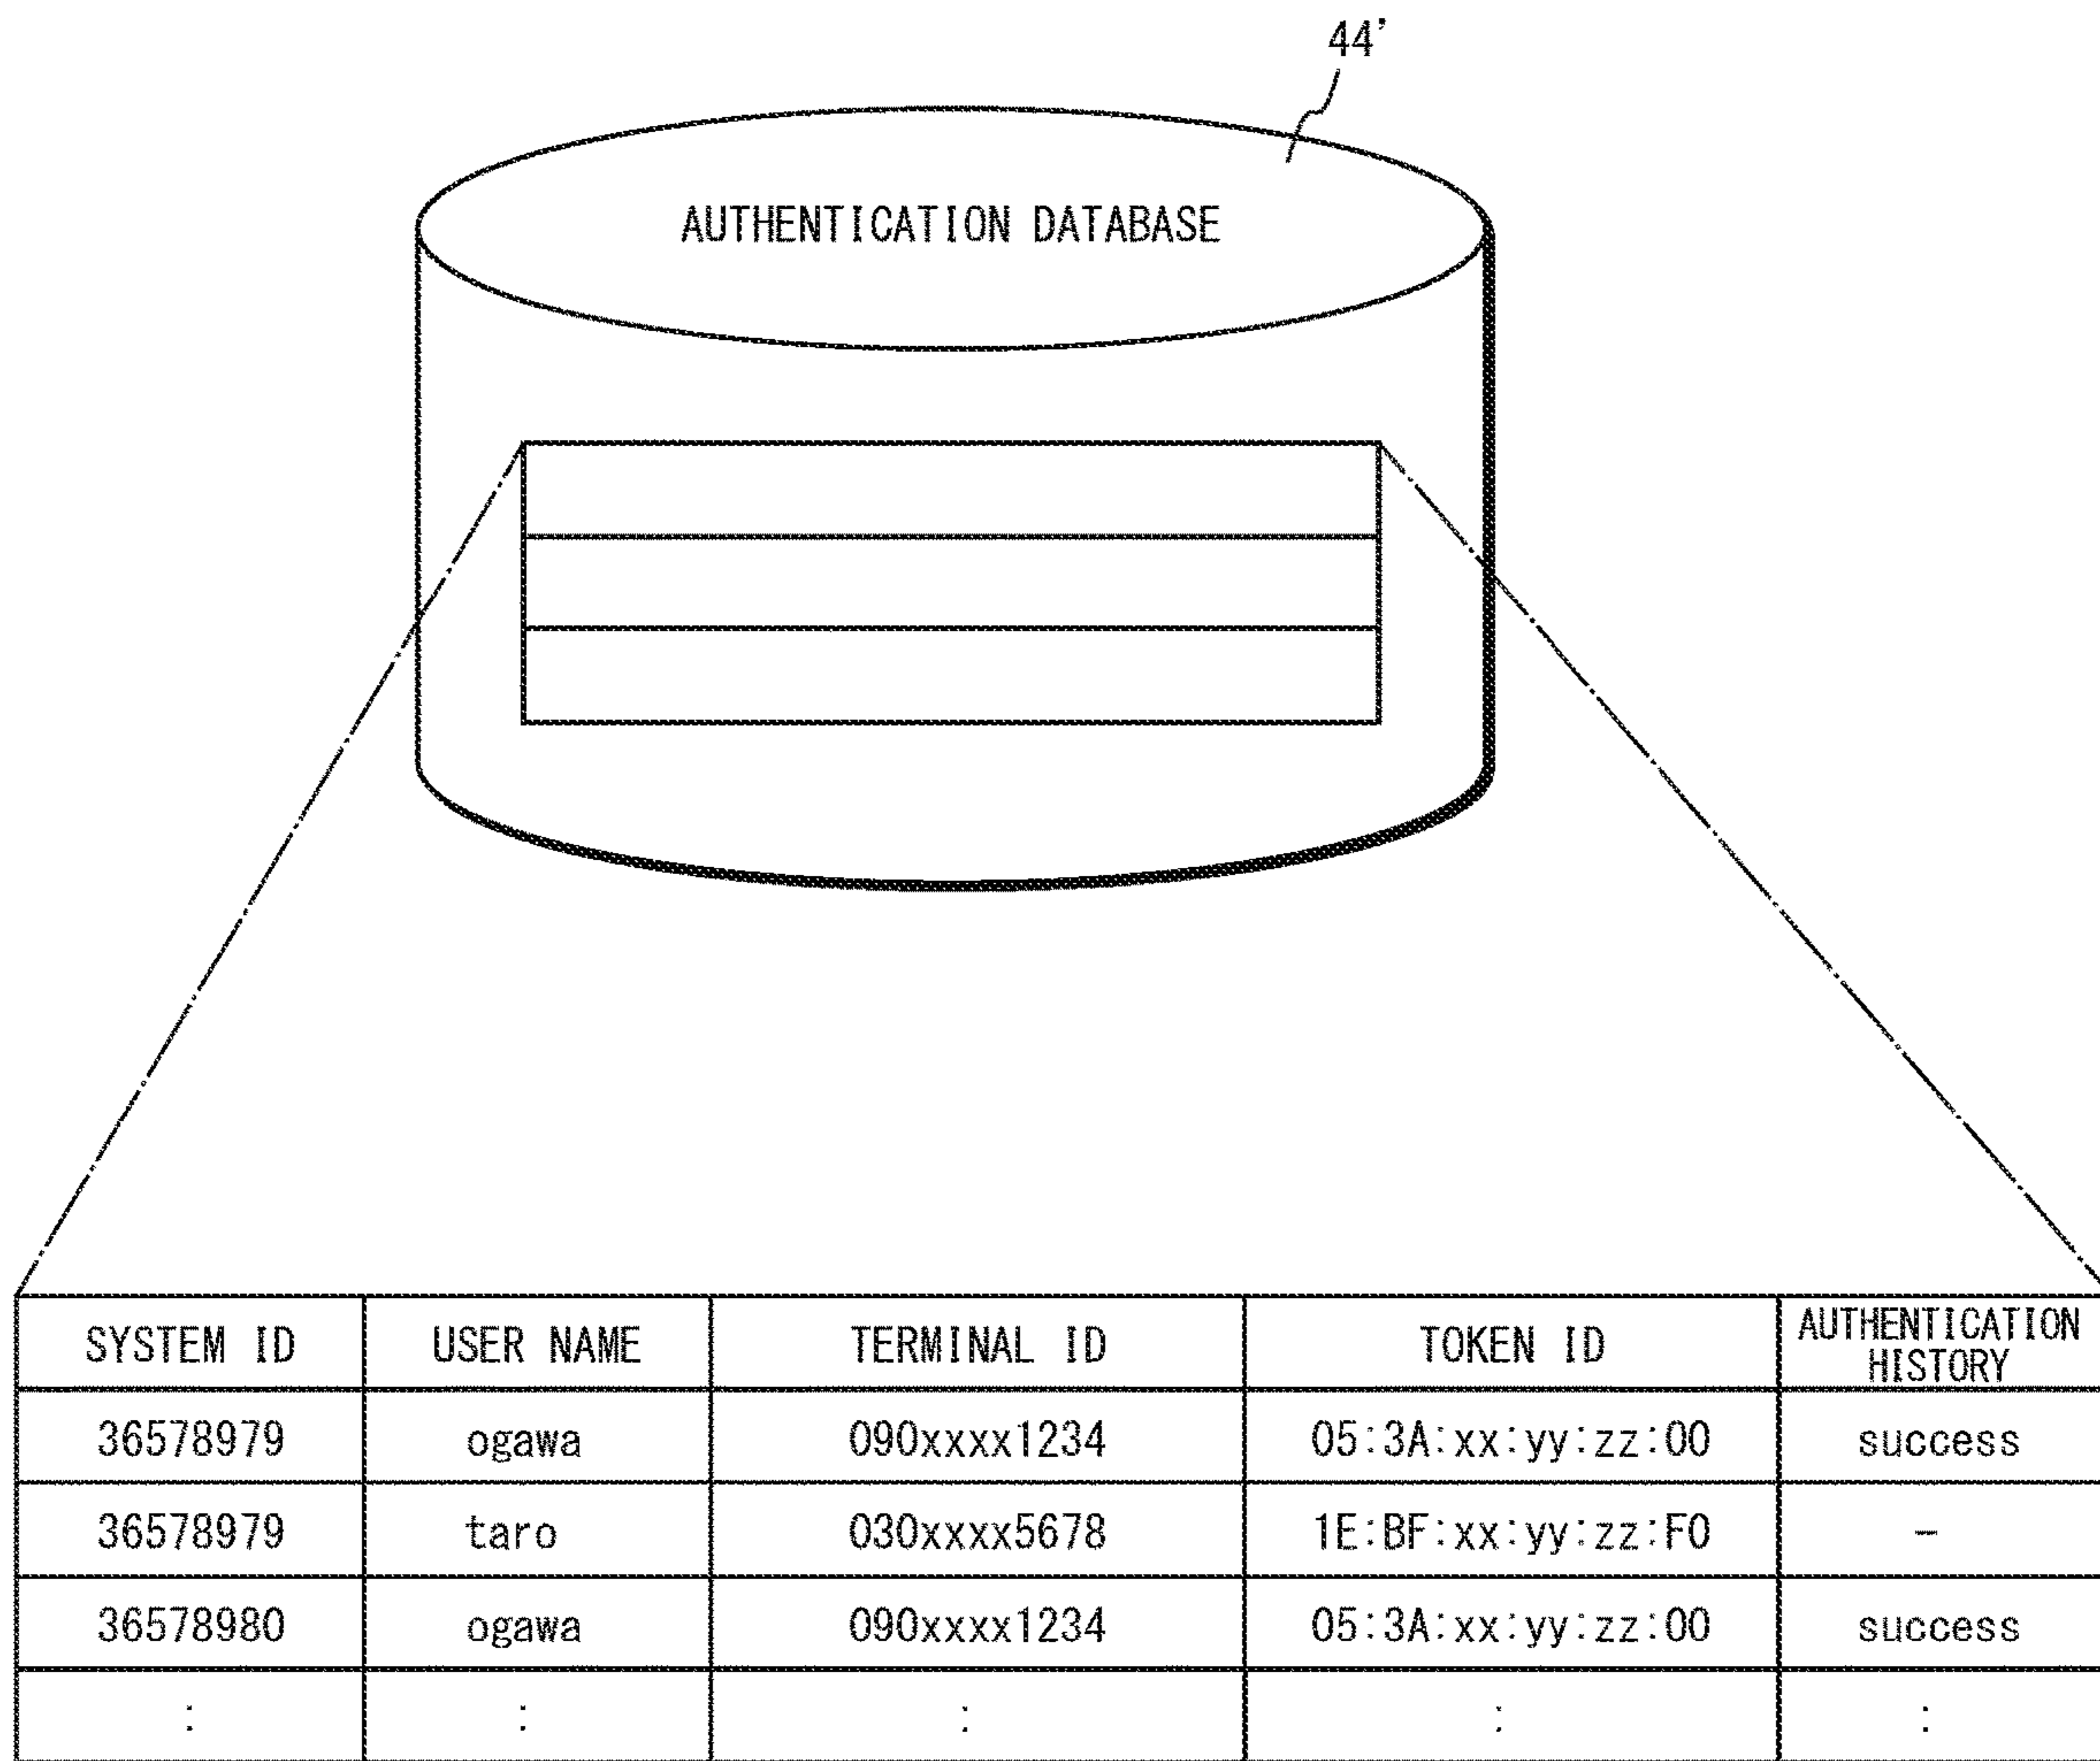 44'
AUTHENTICATION DATABASE
SYSTEM ID USER NAME TERMINAL ID TOKEN ID AUTHENTICATION HISTORY
36578979 ogawa 090xxxx1234 05:3A:xx:yy:zz:00 success
36578979 taro 030xxxx5678 1E:BF:xx:yy:zz:F0 -
36578980 ogawa 090xxxx1234 05:3A:xx:yy:zz:00 success
: : : : :